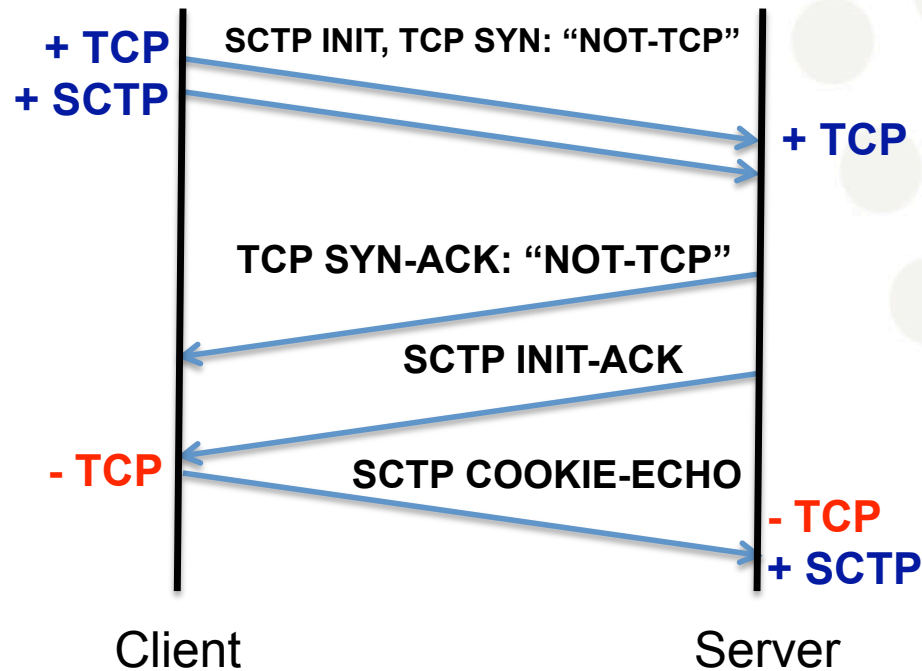 + TCP
+ SCTP
SCTP INIT, TCP SYN: “NOT-TCP”
+ TCP
TCP SYN-ACK: “NOT-TCP”
SCTP INIT-ACK
- TCP
SCTP COOKIE-ECHO
- TCP
+ SCTP
Client
Server